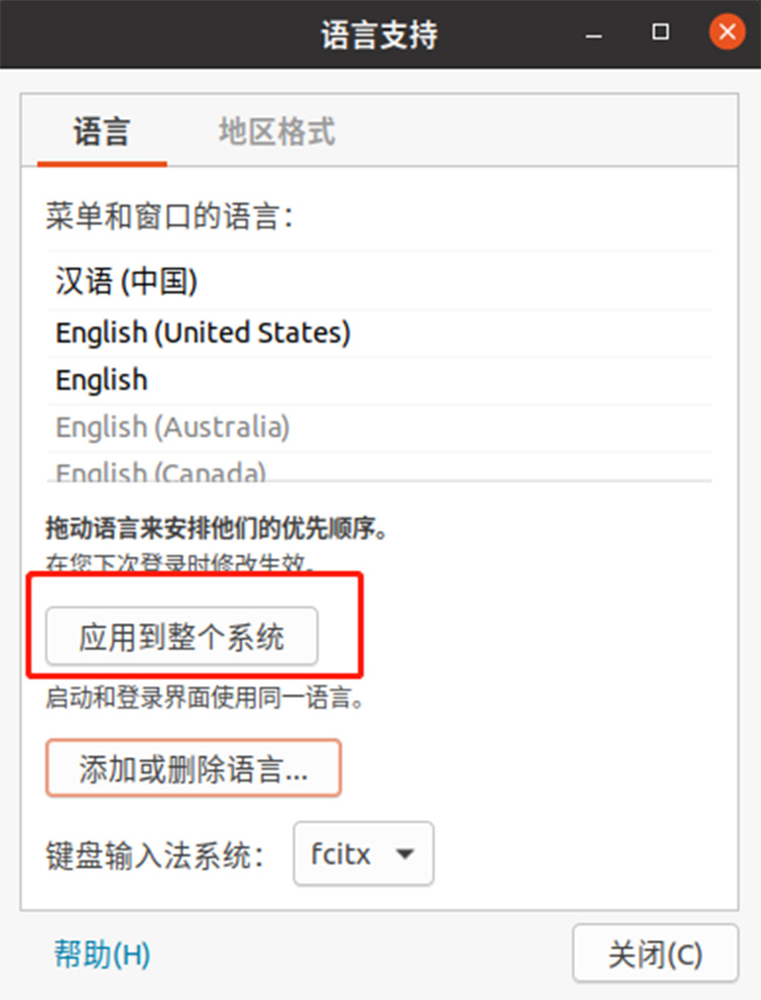 语言支持
语言 地区格式
菜单和窗口的语言：
汉语 (中国)
English (United States)
English
English (Australia)
English (Canada)
拖动语言来安排他们的优先顺序。
在您下次登录时修改生效。
应用到整个系统
启动和登录界面使用同一语言。
添加或删除语言...
键盘输入法系统： fcitx
帮助(H) 关闭(C)